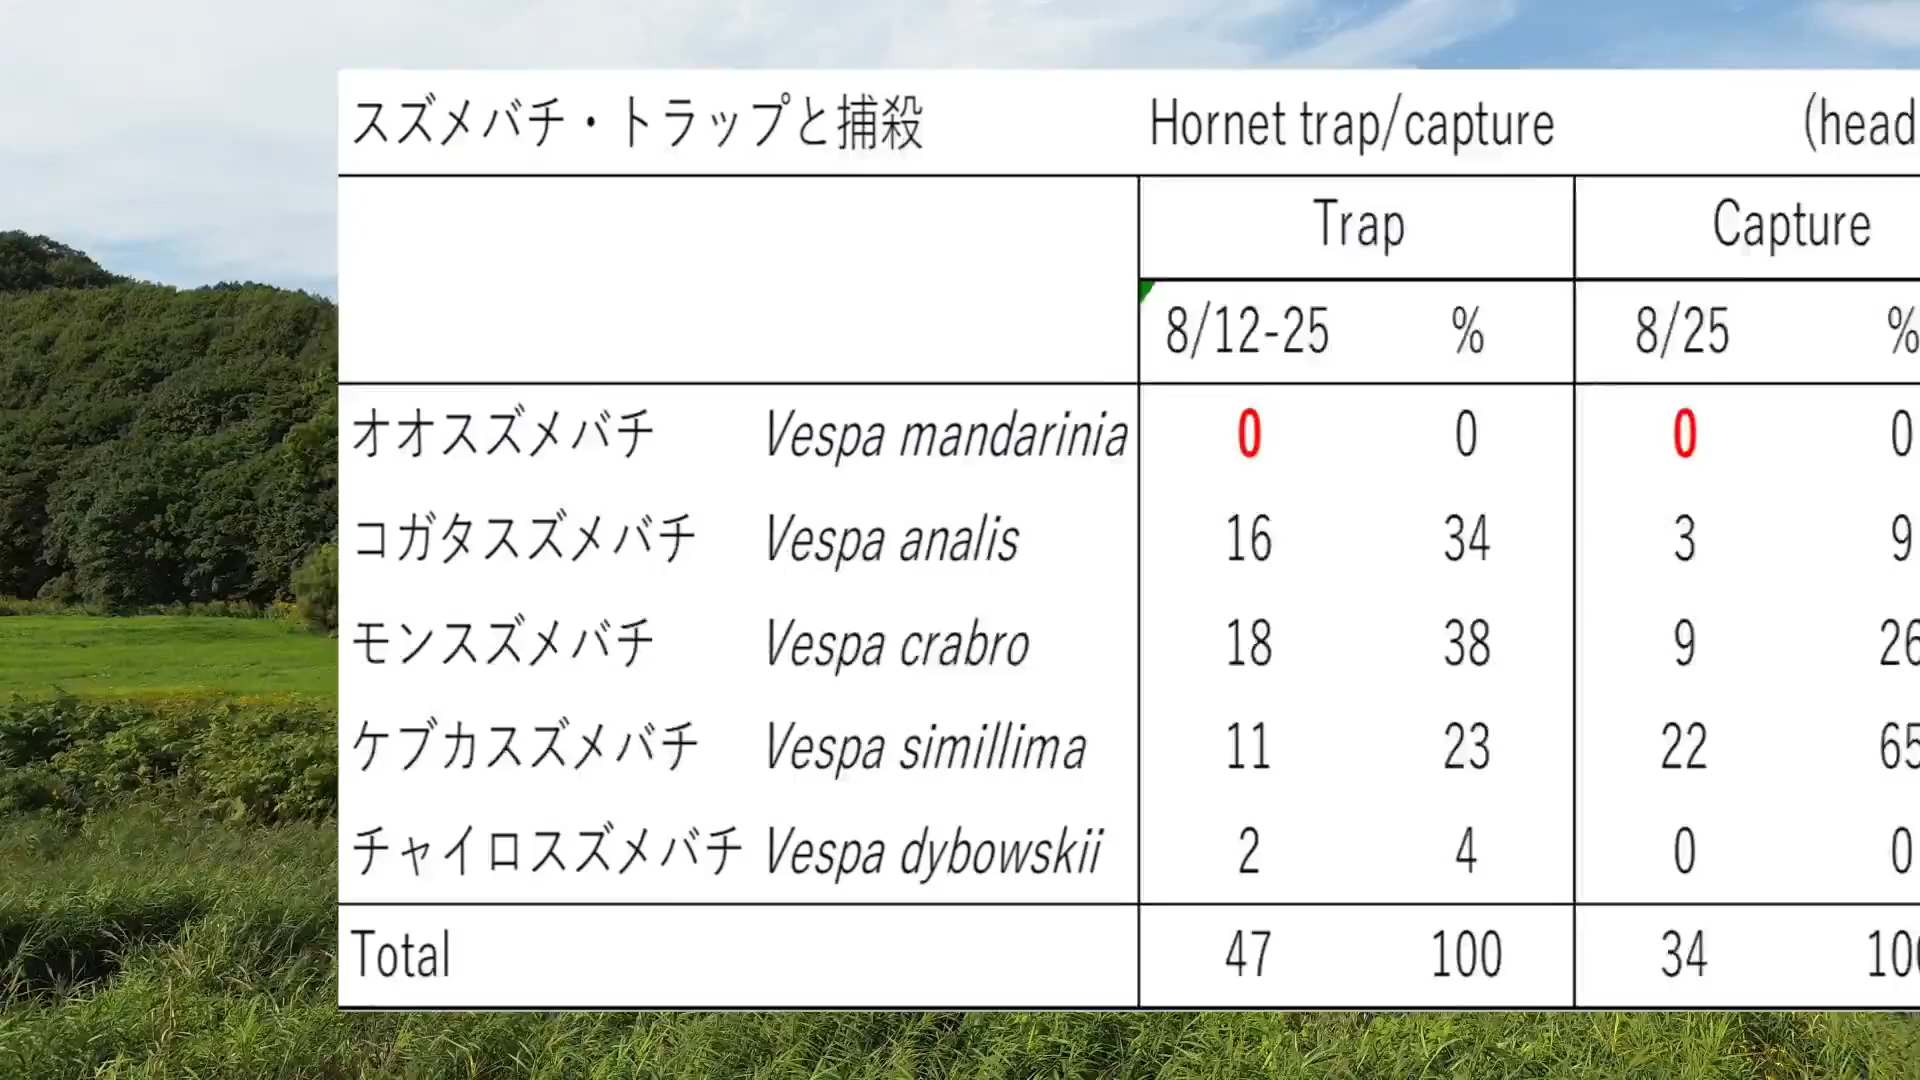 スズメバチ・トラップと捕殺 Hornet trap/capture (head
Trap Capture
8/12-25 % 8/25 %
オオスズメバチ Vespa mandarinia 0 0 0 0
コガタスズメバチ Vespa analis 16 34 3 9
モンスズメバチ Vespa crabro 18 38 9 26
ケブカスズメバチ Vespa simillima 11 23 22 65
チャイロスズメバチ Vespa dybowskii 2 4 0 0
Total 47 100 34 100